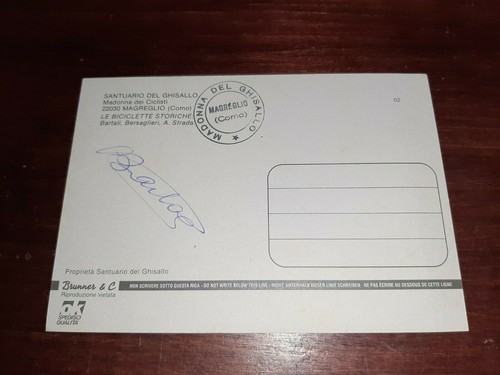 SANTUARIO DEL GHISALLO
Madonna dei Ciclisti
22030 MAGREGLIO (Como)
LE BICICLETTE STORICHE:
Bartali, Bersaglieri, A. Strada
MADONNA DEL GHISALLO
MAGREGLIO
(Como)
02
Proprietà Santuario del Ghisallo
Brunner & C
NON SCRIVERE SOTTO QUESTA RIGA - DO NOT WRITE BELOW THIS LINE - NICHT UNTERHALB DIESER LINIE SCHREIBEN - NE PAS ÉCRIRE AU DESSOUS DE CETTE LIGNE
Riproduzione vietata
SPEDISCI
QUALITÀ